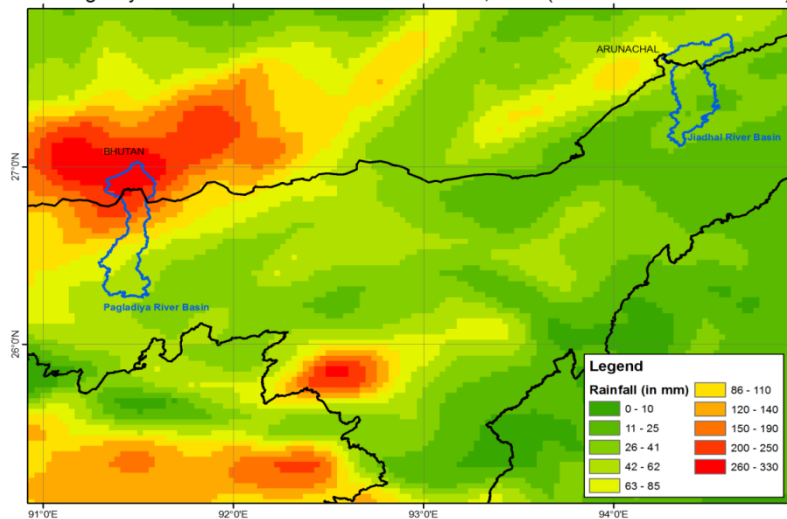 ARUNACHAL
Jiadhal River Basin
BHUTAN
Pagladiya River Basin
27°0'N
26°0'N
Legend
Rainfall (in mm)
0 - 10
11 - 25
26 - 41
42 - 62
63 - 85
86 - 110
120 - 140
150 - 190
200 - 250
260 - 330
91°0'E
92°0'E
93°0'E
94°0'E